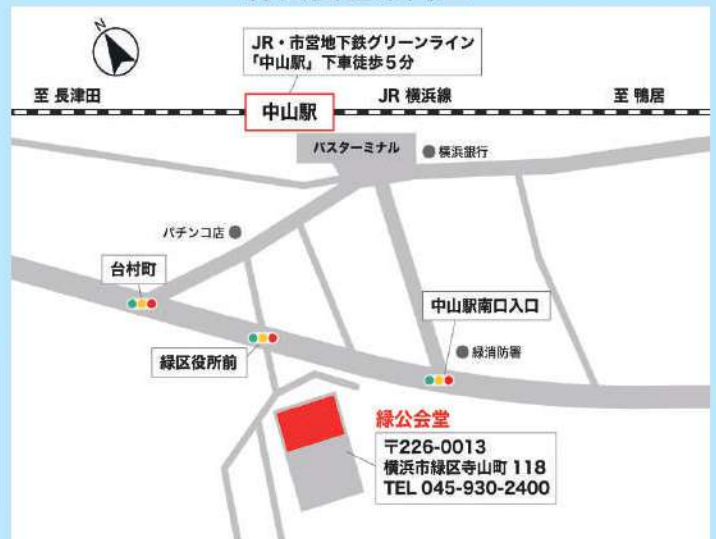 N
JR・市営地下鉄グリーンライン
「中山駅」下車徒歩5分
至 長津田
中山駅
JR 横浜線
至 鴨居
バスターミナル
横浜銀行
パチンコ店
台村町
中山駅南口入口
緑区役所前
緑消防署
緑公会堂
〒226-0013
横浜市緑区寺山町 118
TEL 045-930-2400